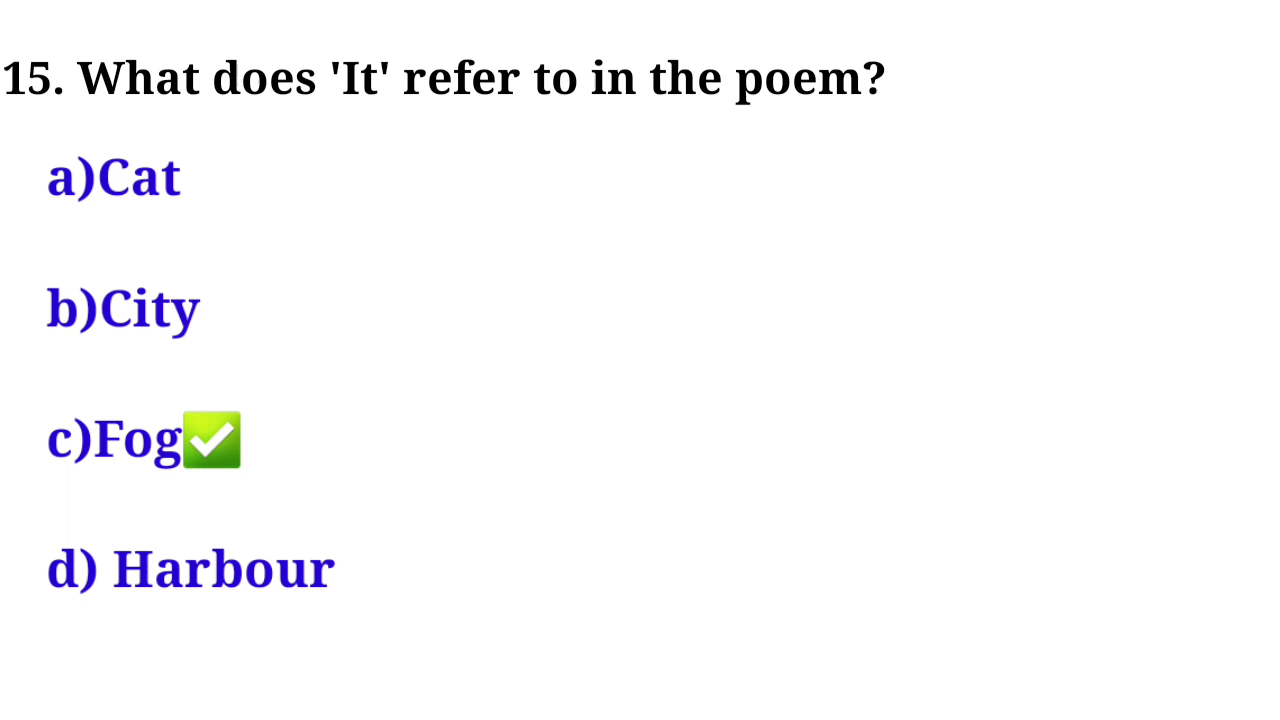 15. What does 'It' refer to in the poem?
a)Cat
b)City
c)Fog✅
d) Harbour